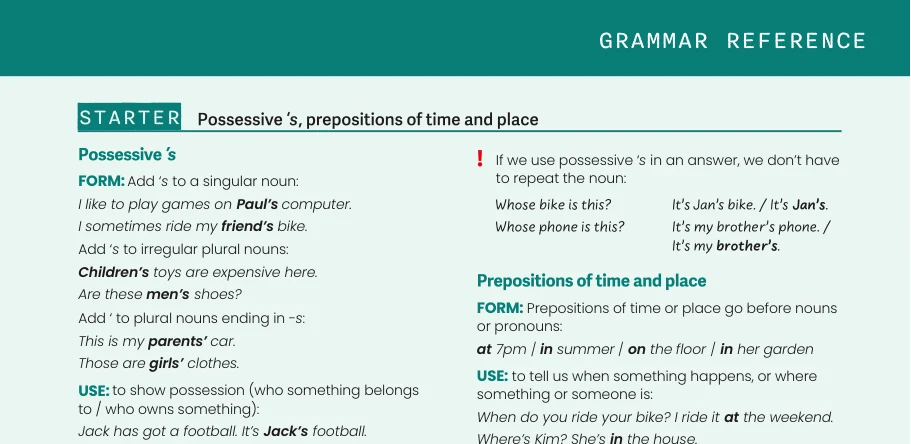 GRAMMAR REFERENCE
STARTER Possessive ‘s, prepositions of time and place
Possessive ‘s
FORM: Add ‘s to a singular noun:
I like to play games on Paul’s computer.
I sometimes ride my friend’s bike.
Add ‘s to irregular plural nouns:
Children’s toys are expensive here.
Are these men’s shoes?
Add ‘ to plural nouns ending in -s:
This is my parents’ car.
Those are girls’ clothes.
USE: to show possession (who something belongs
to / who owns something):
Jack has got a football. It’s Jack’s football.
! If we use possessive ‘s in an answer, we don’t have
to repeat the noun:
Whose bike is this? It’s Jan’s bike. / It’s Jan’s.
Whose phone is this? It’s my brother’s phone. /
It’s my brother’s.
Prepositions of time and place
FORM: Prepositions of time or place go before nouns
or pronouns:
at 7pm / in summer / on the floor / in her garden
USE: to tell us when something happens, or where
something or someone is:
When do you ride your bike? I ride it at the weekend.
Where’s Kim? She’s in the house.